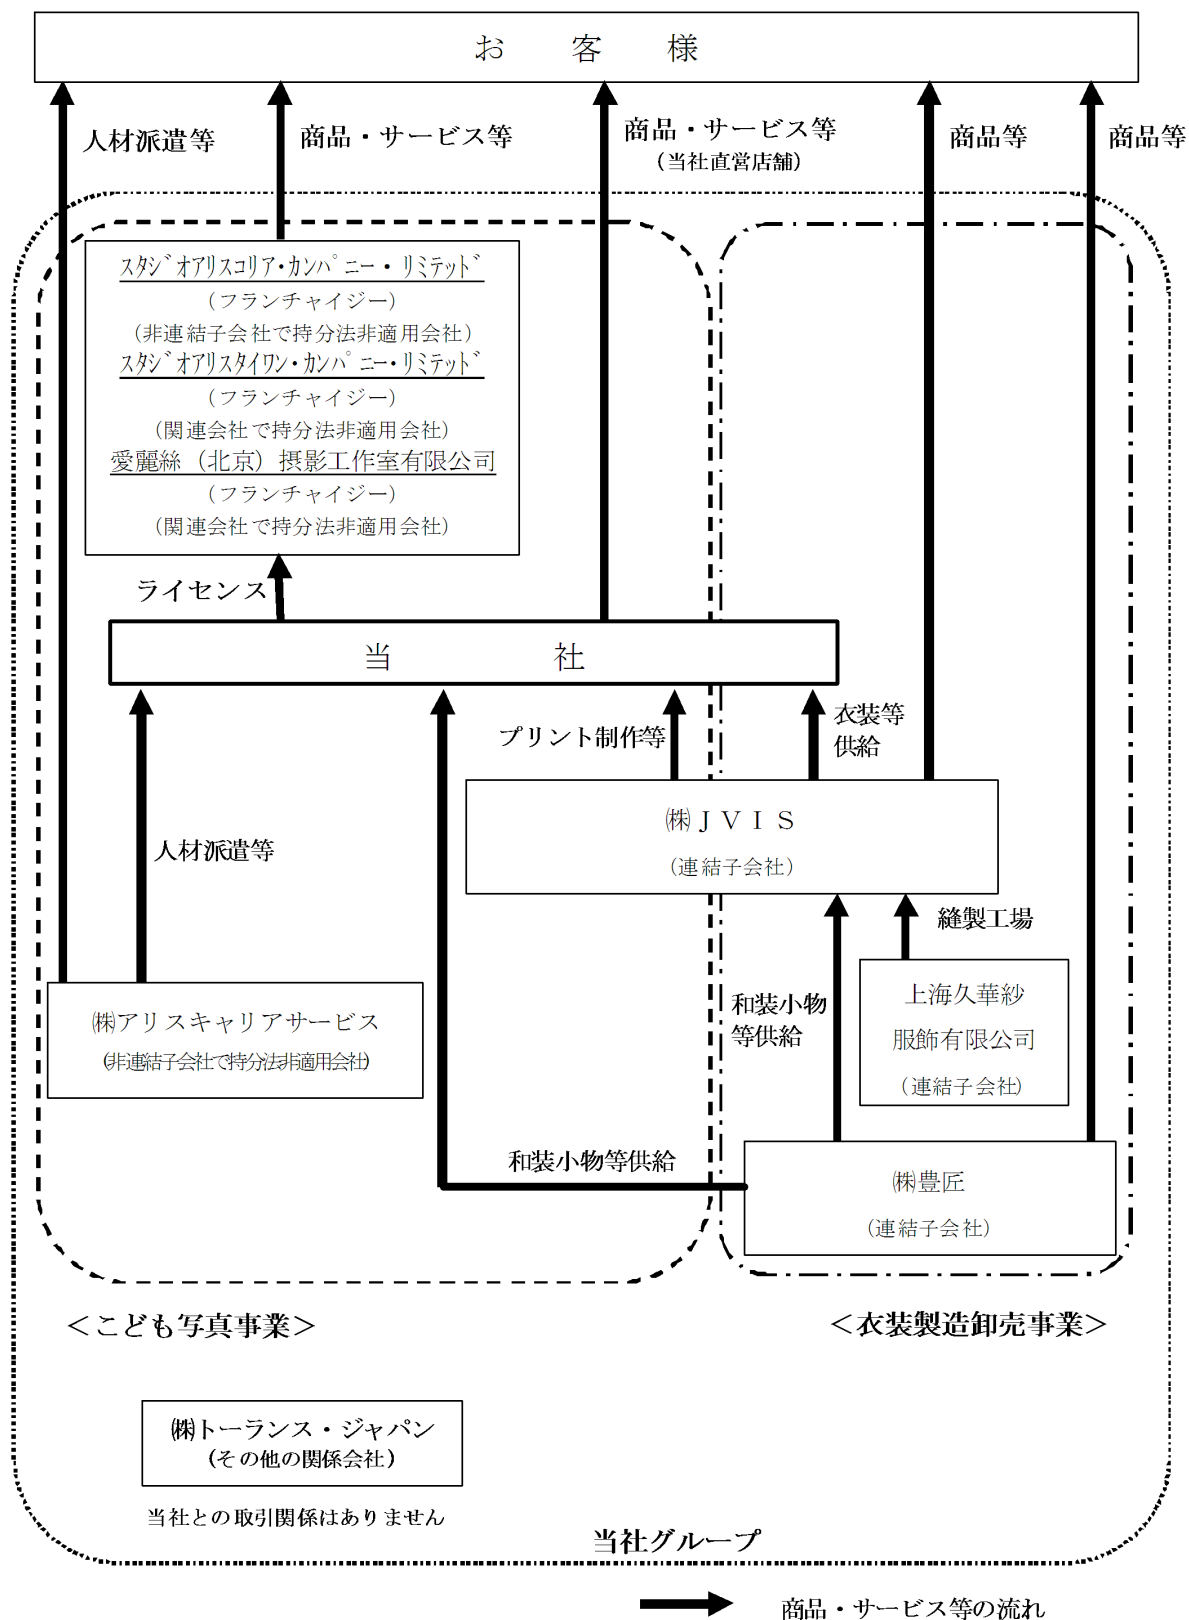 お客様
人材派遣等
商品・サービス等
商品・サービス等
（当社直営店舗）
商品等
商品等
ｽﾀｼﾞｵｱﾘｽｺﾘｱ・ｶﾝﾊﾟﾆｰ・ﾘﾐﾃｯﾄﾞ
（フランチャイジー）
（非連結子会社で持分法非適用会社）
ｽﾀｼﾞｵｱﾘｽﾀｲﾜﾝ・ｶﾝﾊﾟﾆｰ・ﾘﾐﾃｯﾄﾞ
（フランチャイジー）
（関連会社で持分法非適用会社）
愛麗絲（北京）摂影工作室有限公司
（フランチャイジー）
（関連会社で持分法非適用会社）
ライセンス
当社
プリント制作等
衣装等
供給
㈱ＪＶＩＳ
（連結子会社）
人材派遣等
縫製工場
㈱アリスキャリアサービス
（非連結子会社で持分法非適用会社）
和装小物
等供給
上海久華紗
服飾有限公司
（連結子会社）
和装小物等供給
㈱豊匠
（連結子会社）
＜こども写真事業＞
＜衣装製造卸売事業＞
㈱トーランス・ジャパン
（その他の関係会社）
当社との取引関係はありません
当社グループ
商品・サービス等の流れ